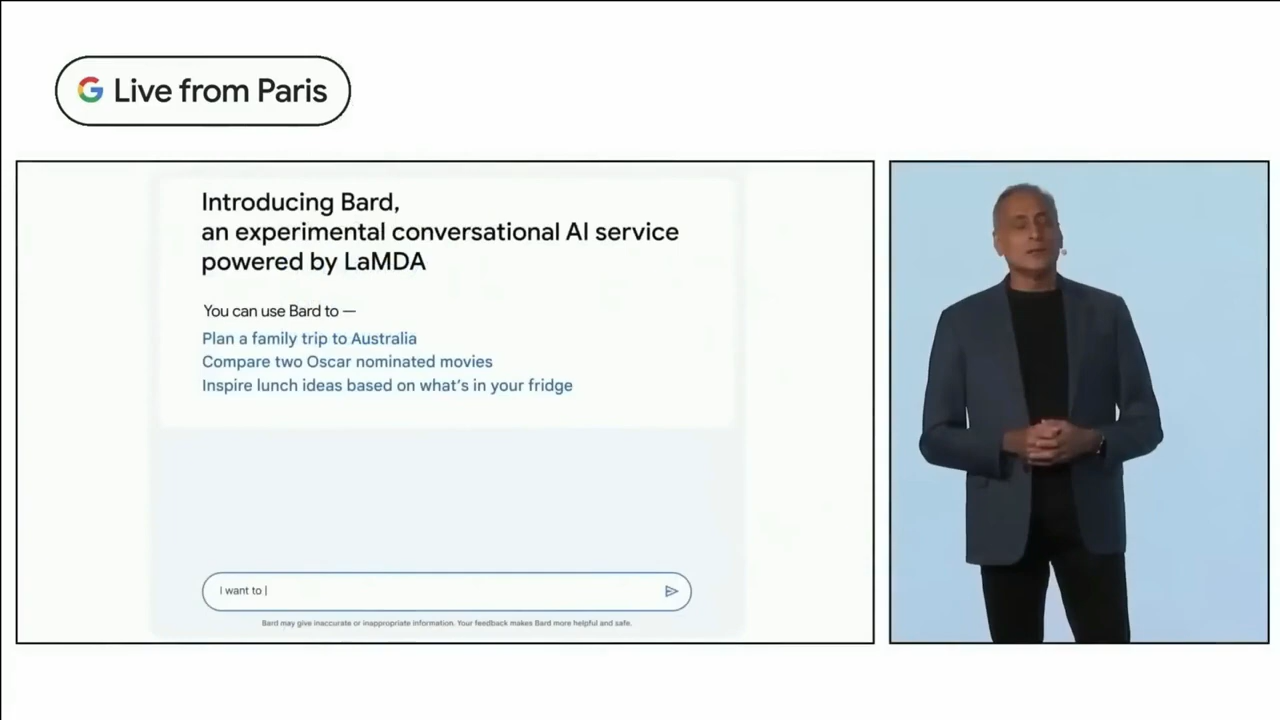 Live from Paris
Introducing Bard,
an experimental conversational AI service
powered by LaMDA
You can use Bard to —
Plan a family trip to Australia
Compare two Oscar nominated movies
Inspire lunch ideas based on what's in your fridge
I want to
Bard may give inaccurate or inappropriate information. Your feedback makes Bard more helpful and safe.